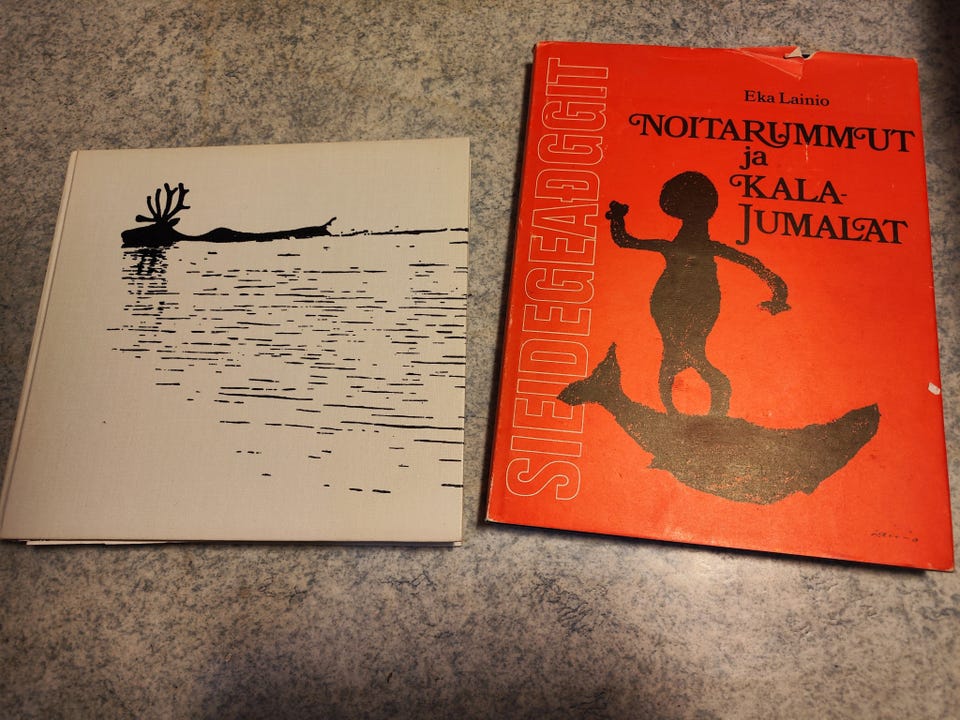 Eka Lainio
NOITARUMMUT
ja
KALA-
JUMALAT
SIEIDEGEAĐGGIT